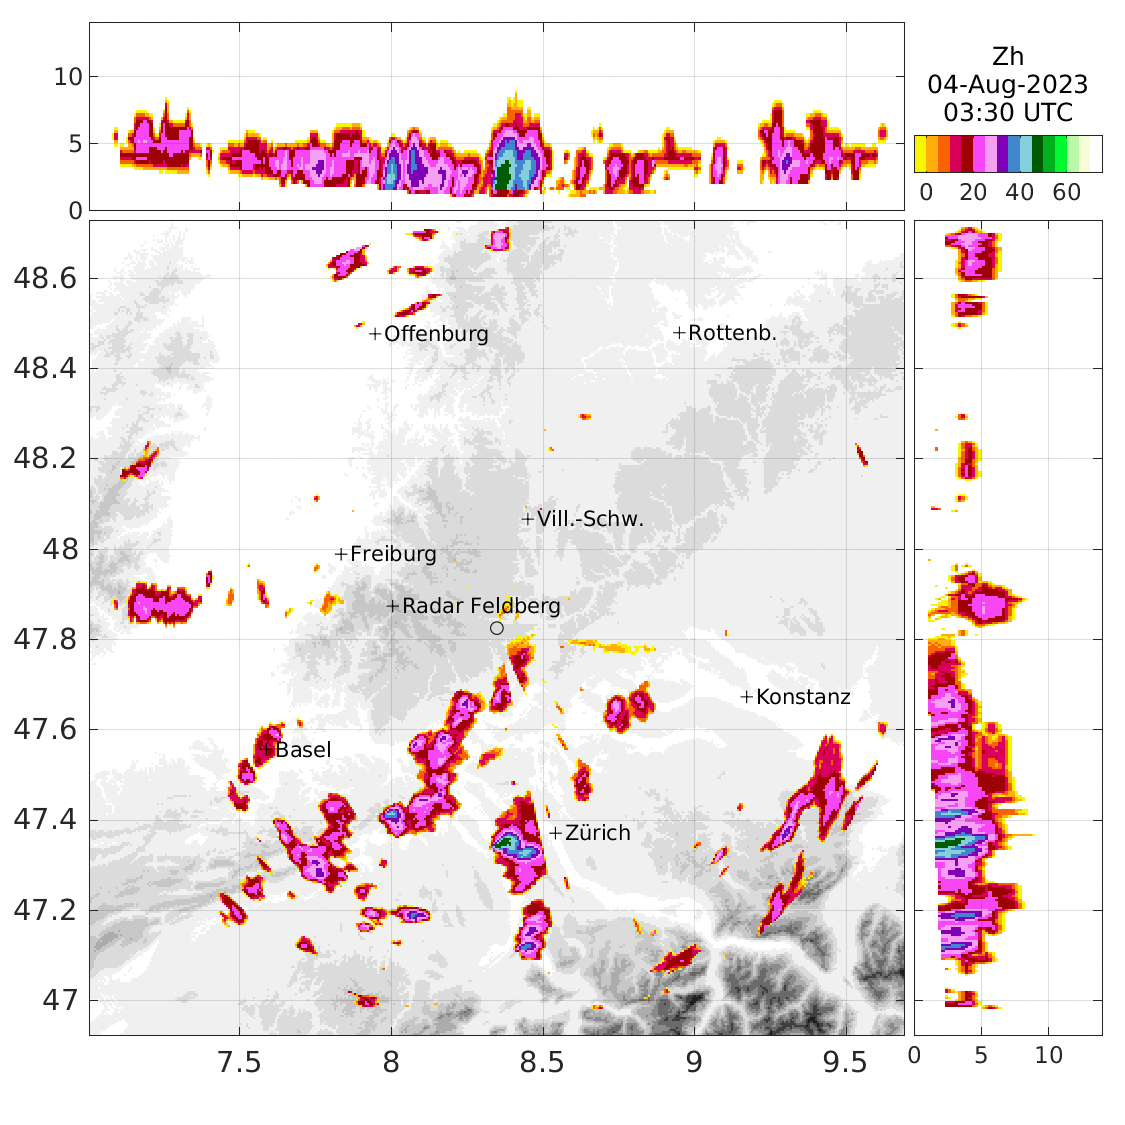 10
5
0
Zh
04-Aug-2023
03:30 UTC
0 20 40 60
48.6
48.4
48.2
48
47.8
47.6
47.4
47.2
47
+Offenburg
+Rottenb.
+Vill.-Schw.
+Freiburg
+Radar Feldberg
+Konstanz
+Basel
+Zürich
7.5 8 8.5 9 9.5
0 5 10